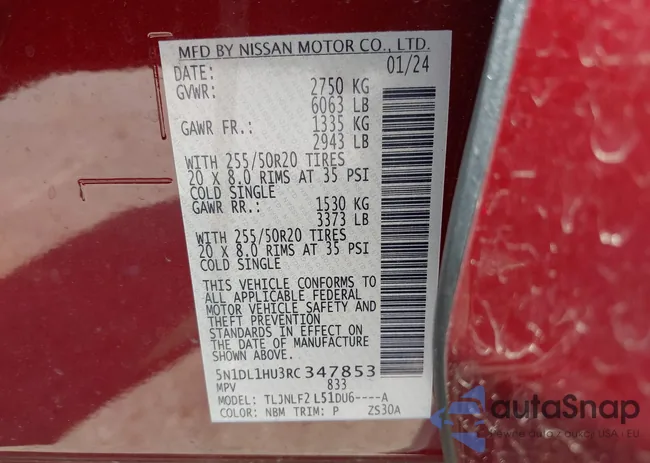 MFD BY NISSAN MOTOR CO., LTD.
DATE: 01/24
GVWR: 2750 KG
6063 LB
GAWR FR.: 1335 KG
2943 LB
WITH 255/50R20 TIRES
20 X 8.0 RIMS AT 35 PSI
COLD SINGLE
GAWR RR.: 1530 KG
3373 LB
WITH 255/50R20 TIRES
20 X 8.0 RIMS AT 35 PSI
COLD SINGLE
THIS VEHICLE CONFORMS TO
ALL APPLICABLE FEDERAL
MOTOR VEHICLE SAFETY AND
THEFT PREVENTION
STANDARDS IN EFFECT ON
THE DATE OF MANUFACTURE
SHOWN ABOVE.
5N1DL1HU3RC347853
MPV 833
MODEL: TLJNLF2 L51DU6----A
COLOR: NBM TRIM: P ZS30A
autoSnap
USA, EU